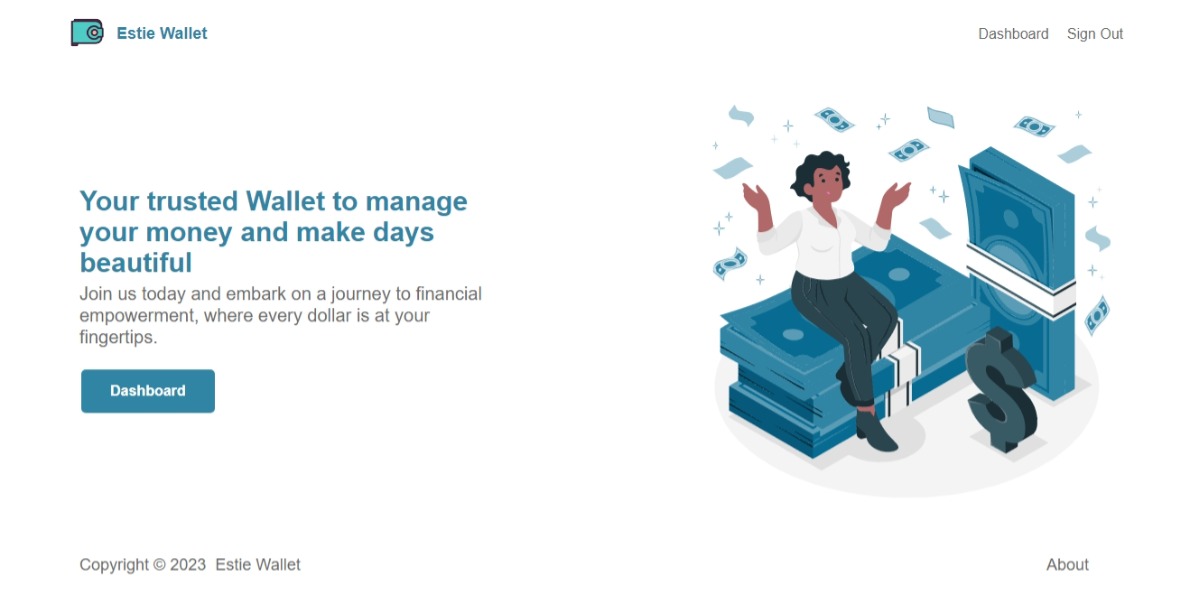 Estie Wallet
Dashboard Sign Out
Your trusted Wallet to manage
your money and make days
beautiful
Join us today and embark on a journey to financial
empowerment, where every dollar is at your
fingertips.
Dashboard
$
Copyright © 2023 Estie Wallet
About